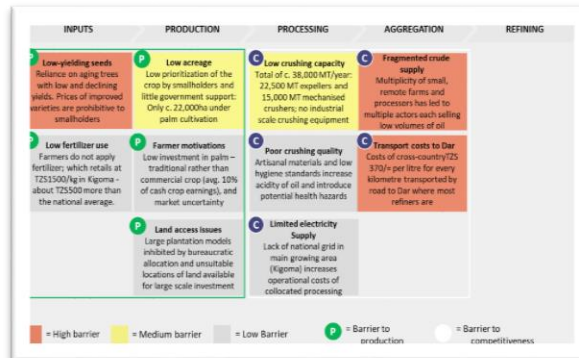 INPUTS
PRODUCTION
PROCESSING
AGGREGATION
REFINING
P
Low-yielding seeds
Reliance on aging trees
with low and declining
yields. Prices of improved
varieties are prohibitive to
smallholders
P
Low fertilizer use
Farmers do not apply
fertilizer; which retails at
TZS1500/kg in Kigoma -
about TZS500 more than
the national average.
P
Low acreage
Low prioritization of the
crop by smallholders and
little government support:
Only c. 22,000ha under
palm cultivation
P
Farmer motivations
Low investment in palm –
traditional rather than
commercial crop (avg. 10%
of cash crop earnings), and
market uncertainty
P
Land access issues
Large plantation models
inhibited by bureaucratic
allocation and unsuitable
locations of land available
for large scale investment
C
Low crushing capacity
Total of c. 38,000 MT/year:
22,500 MT expellers and
15,000 MT mechanised
crushers; no industrial
scale crushing equipment
C
Poor crushing quality
Artisanal materials and low
hygiene standards increase
acidity of oil and introduce
potential health hazards
C
Limited electricity
Supply
Lack of national grid in
main growing area
(Kigoma) increases
operational costs of
collocated processing
C
Fragmented crude
supply
Multiplicity of small,
remote farms and
processors has led to
multiple actors each selling
low volumes of oil
C
Transport costs to Dar
Costs of cross-countryTZS
370/= per litre for every
kilometre transported by
road to Dar where most
refiners are
= High barrier
= Medium barrier
= Low Barrier
P
= Barrier to
production
= Barrier to
competitiveness